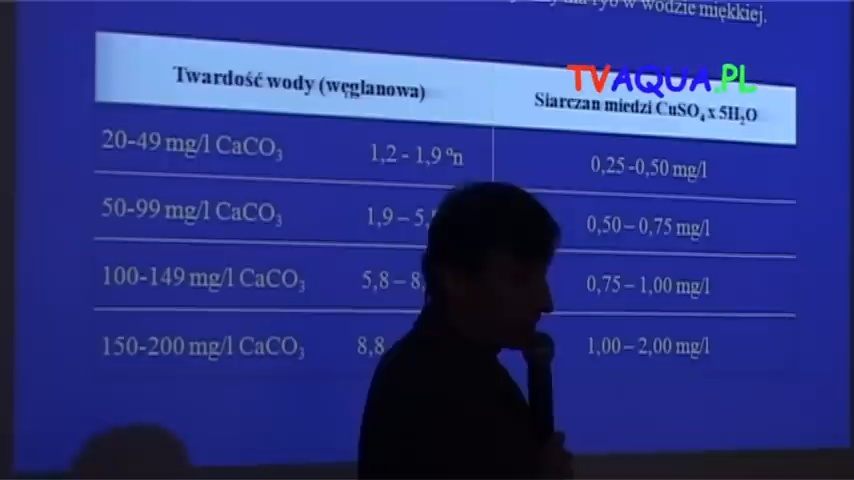 dla ryb w wodzie miękkiej.
TVAQUA.PL
Twardość wody (węglanowa)
Siarczan miedzi CuSO₄ x 5H₂O
20-49 mg/l CaCO₃ 1,2 - 1,9 ºn 0,25 -0,50 mg/l
50-99 mg/l CaCO₃ 1,9 – 5, 0,50 – 0,75 mg/l
100-149 mg/l CaCO₃ 5,8 – 8, 0,75 – 1,00 mg/l
150-200 mg/l CaCO₃ 8,8 1,00 – 2,00 mg/l